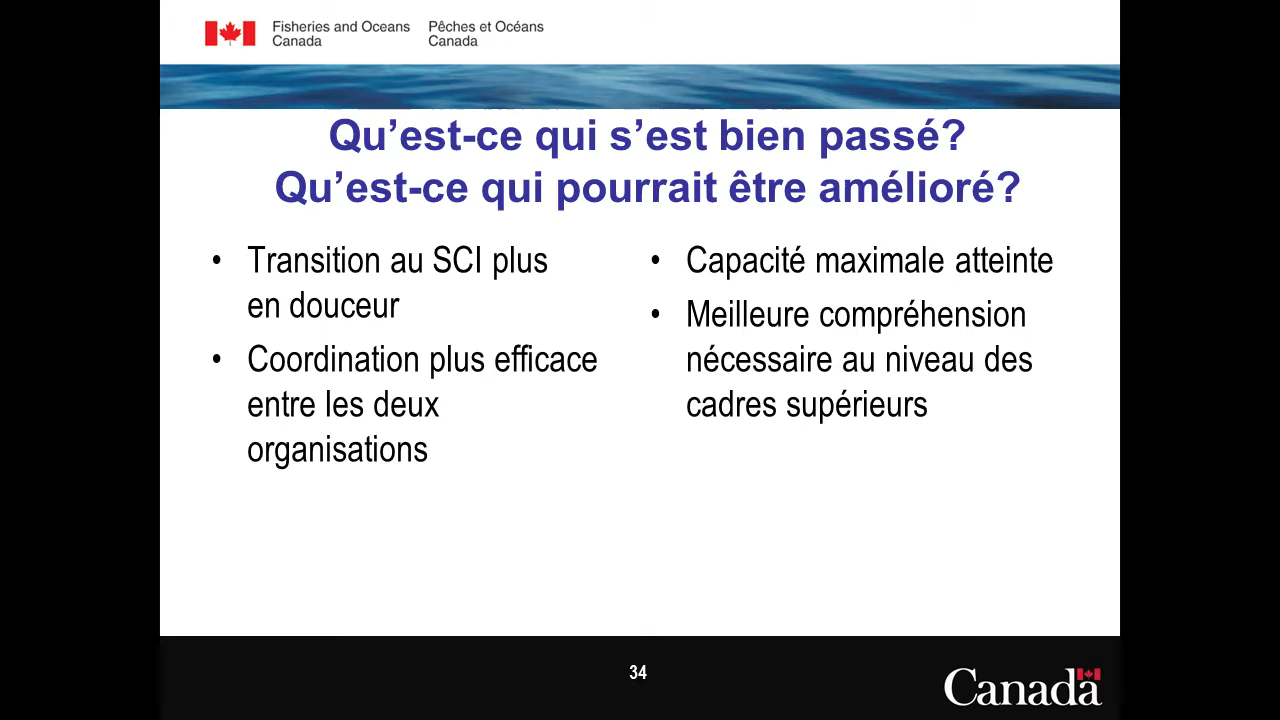 Fisheries and Oceans
Canada
Pêches et Océans
Canada
Qu’est-ce qui s’est bien passé?
Qu’est-ce qui pourrait être amélioré?
• Transition au SCI plus
en douceur
• Coordination plus efficace
entre les deux
organisations
• Capacité maximale atteinte
• Meilleure compréhension
nécessaire au niveau des
cadres supérieurs
34
Canada